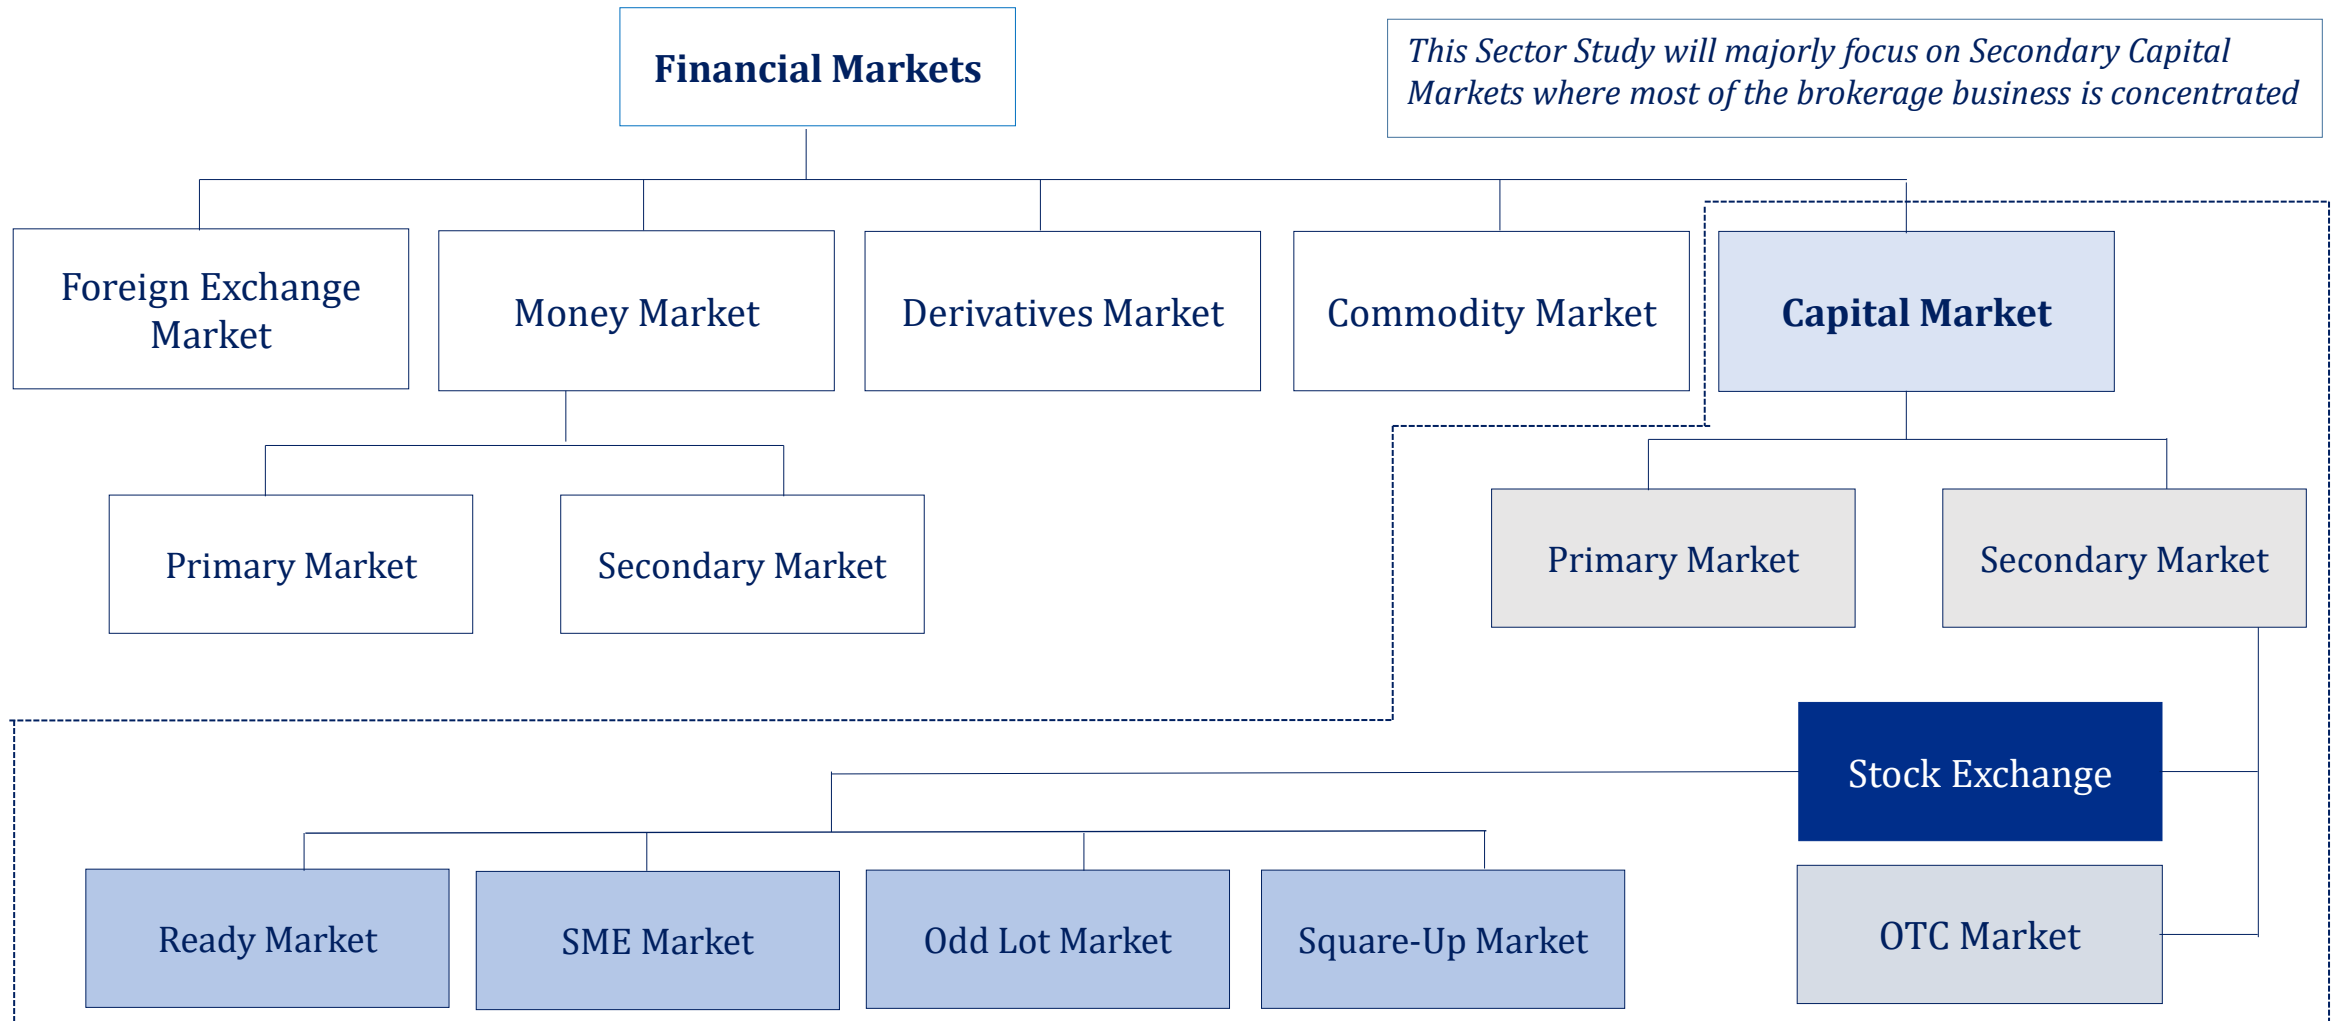 Financial Markets
This Sector Study will majorly focus on Secondary Capital
Markets where most of the brokerage business is concentrated
Foreign Exchange
Market
Money Market
Derivatives Market
Commodity Market
Capital Market
Primary Market
Secondary Market
Primary Market
Secondary Market
Stock Exchange
Ready Market
SME Market
Odd Lot Market
Square-Up Market
OTC Market